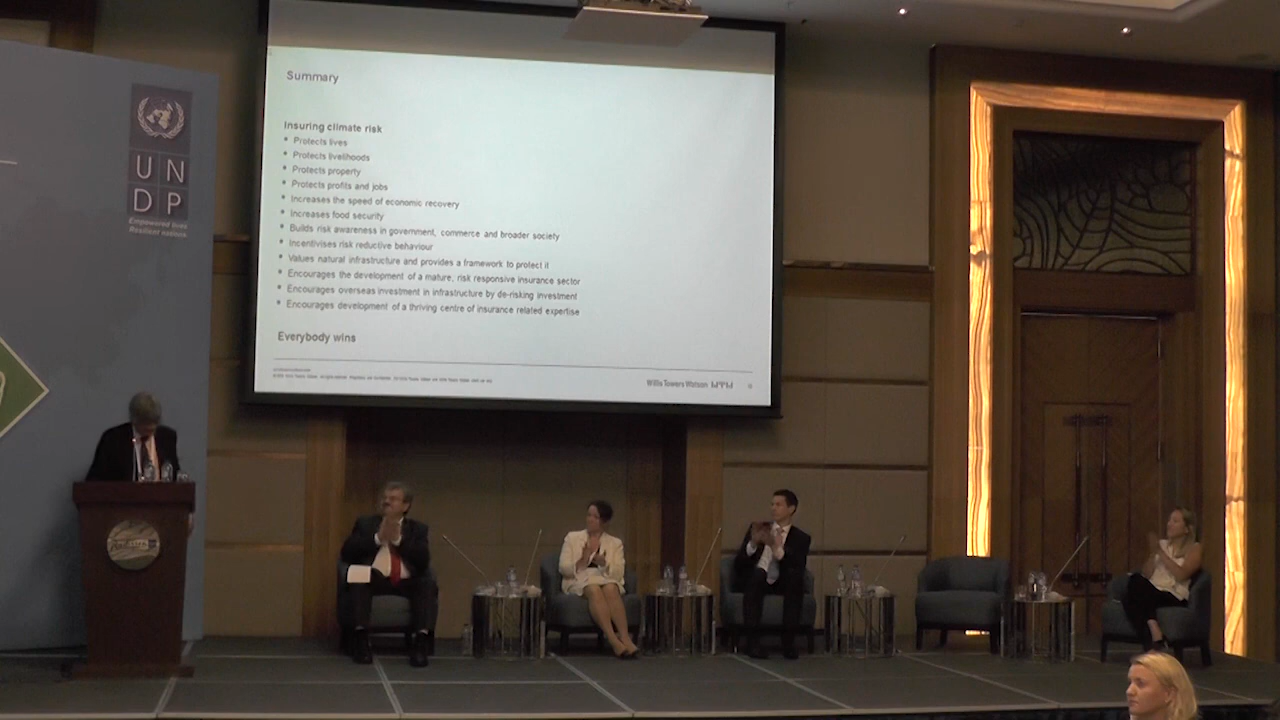 UN
DP
Empowered lives.
Resilient nations.
Summary
Insuring climate risk
• Protects lives
• Protects livelihoods
• Protects property
• Protects profits and jobs
• Increases the speed of economic recovery
• Increases food security
• Builds risk awareness in government, commerce and broader society
• Incentivises risk reductive behaviour
• Values natural infrastructure and provides a framework to protect it
• Encourages the development of a mature, risk responsive insurance sector
• Encourages overseas investment in infrastructure by de-risking investment
• Encourages development of a thriving centre of insurance related expertise
Everybody wins
Willis Towers Watson